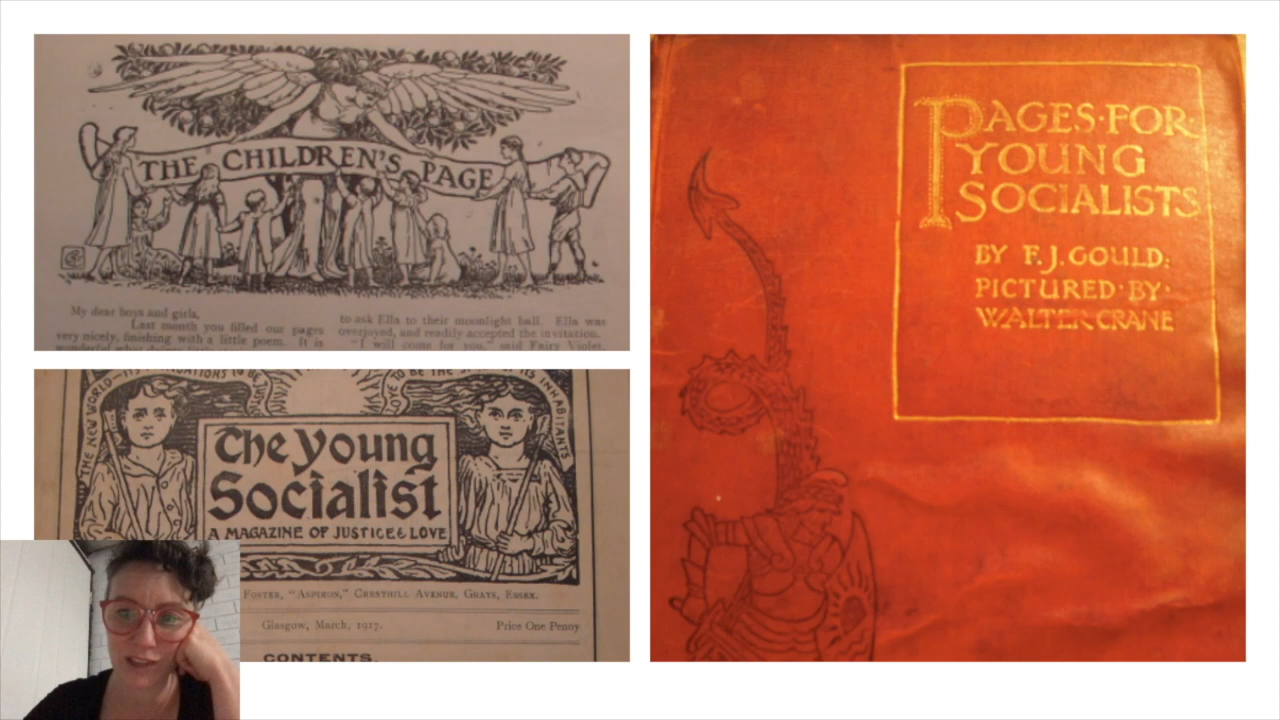 THE CHILDREN'S PAGE
My dear boys and girls,
Last month you filled our pages
very nicely, finishing with a little poem. It is
to ask Ella to their moonlight ball. Ella was
overjoyed, and readily accepted the invitation.
"I will come for you," said Fairy Violet,
THE NEW WORLD
TO BE THE
ITS INHABITANTS
The Young
Socialist
A MAGAZINE OF JUSTICE & LOVE
FOSTER, "ASPIRON," CRESTHILL AVENUE, GRAYS, ESSEX.
Glasgow, March, 1917.
Price One Penny
CONTENTS.
PAGES·FOR·
YOUNG
SOCIALISTS
BY F.J.GOULD:
PICTURED·BY·
WALTER CRANE